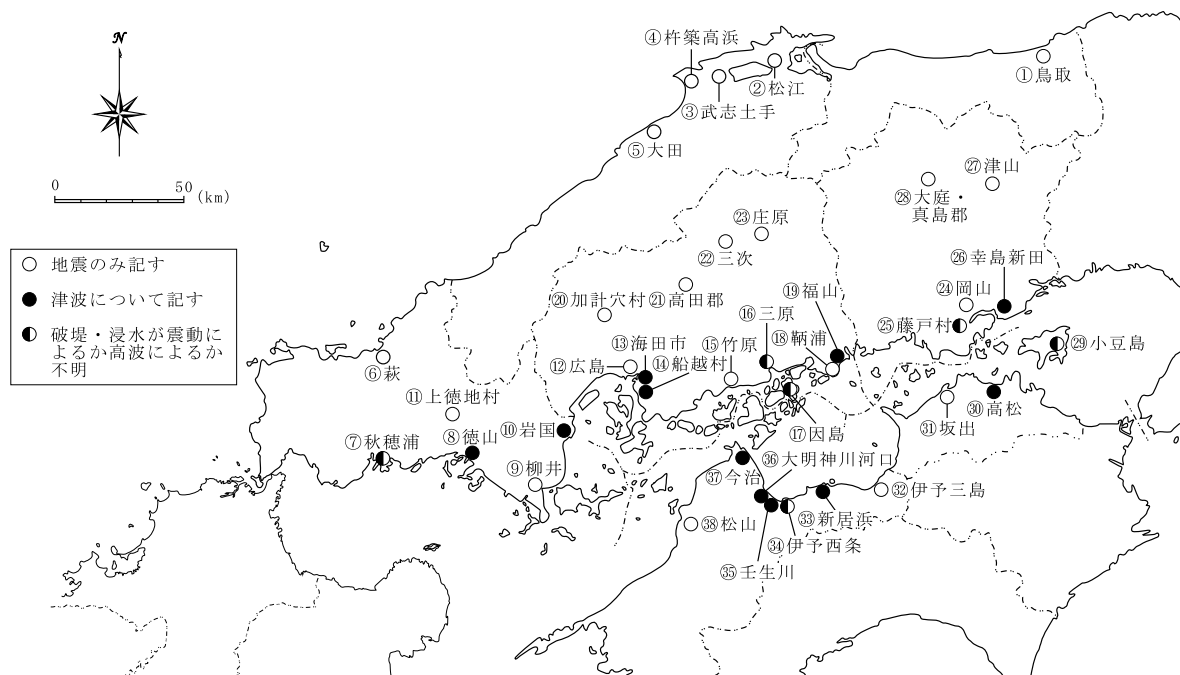 N
0
50
(km)
地震のみ記す
津波について記す
破堤・浸水が震動に
よるか高波によるか
不明
④杵築高浜
①鳥取
②松江
③武志土手
⑤大田
㉗津山
㉘大庭・
真島郡
㉓庄原
㉒三次
㉖幸島新田
㉔岡山
⑲福山
⑳加計穴村
㉑高田郡
㉕藤戸村
⑯三原
⑱鞆浦
⑬海田市
⑮竹原
㉙小豆島
⑫広島
⑭船越村
⑥萩
㉚高松
⑪上徳地村
㉛坂出
⑩岩国
⑰因島
⑦秋穂浦
⑧徳山
㊱大明神川河口
⑨柳井
㊲今治
㉜伊予三島
㊳松山
㉝新居浜
㉞伊予西条
㉟壬生川